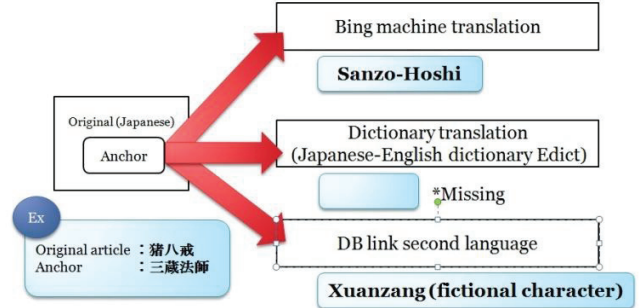 Bing machine translation
Sanzo-Hoshi
Original (Japanese)
Anchor
Dictionary translation
(Japanese-English dictionary Edict)
*Missing
Ex
Original article ：猪八戒
Anchor ：三蔵法師
DB link second language
Xuanzang (fictional character)